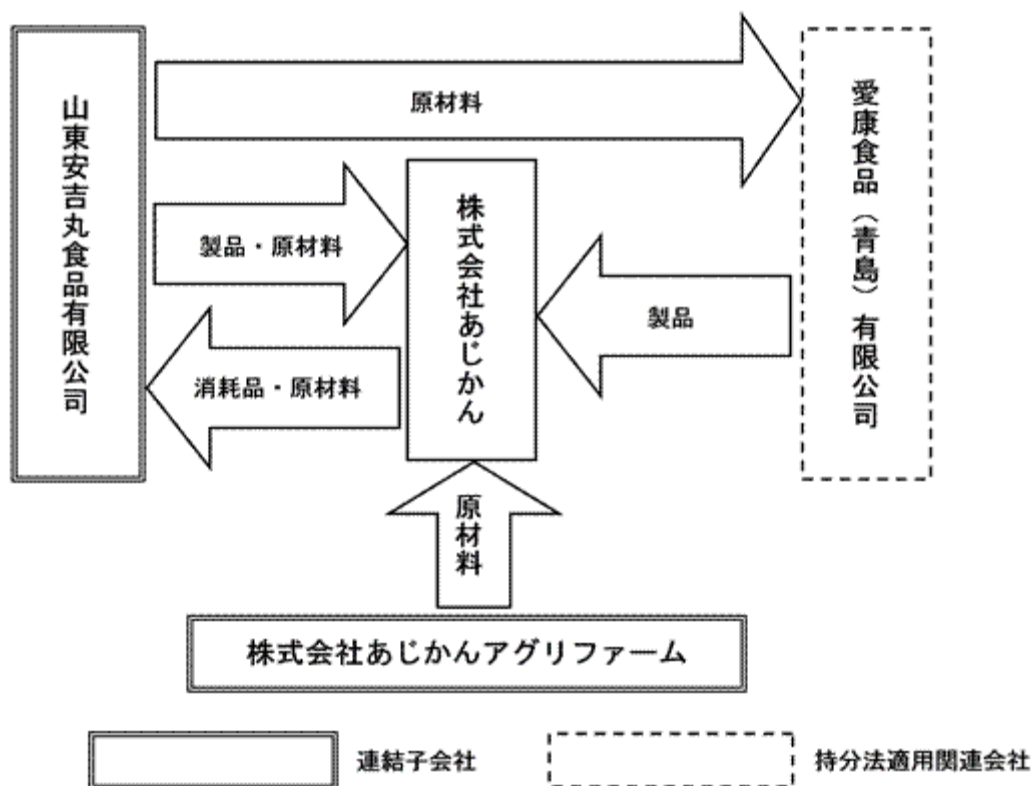 山東安吉丸食品有限公司
原材料
愛康食品（青島）有限公司
製品・原材料
株式会社あじかん
製品
消耗品・原材料
原材料
株式会社あじかんアグリファーム
連結子会社
持分法適用関連会社